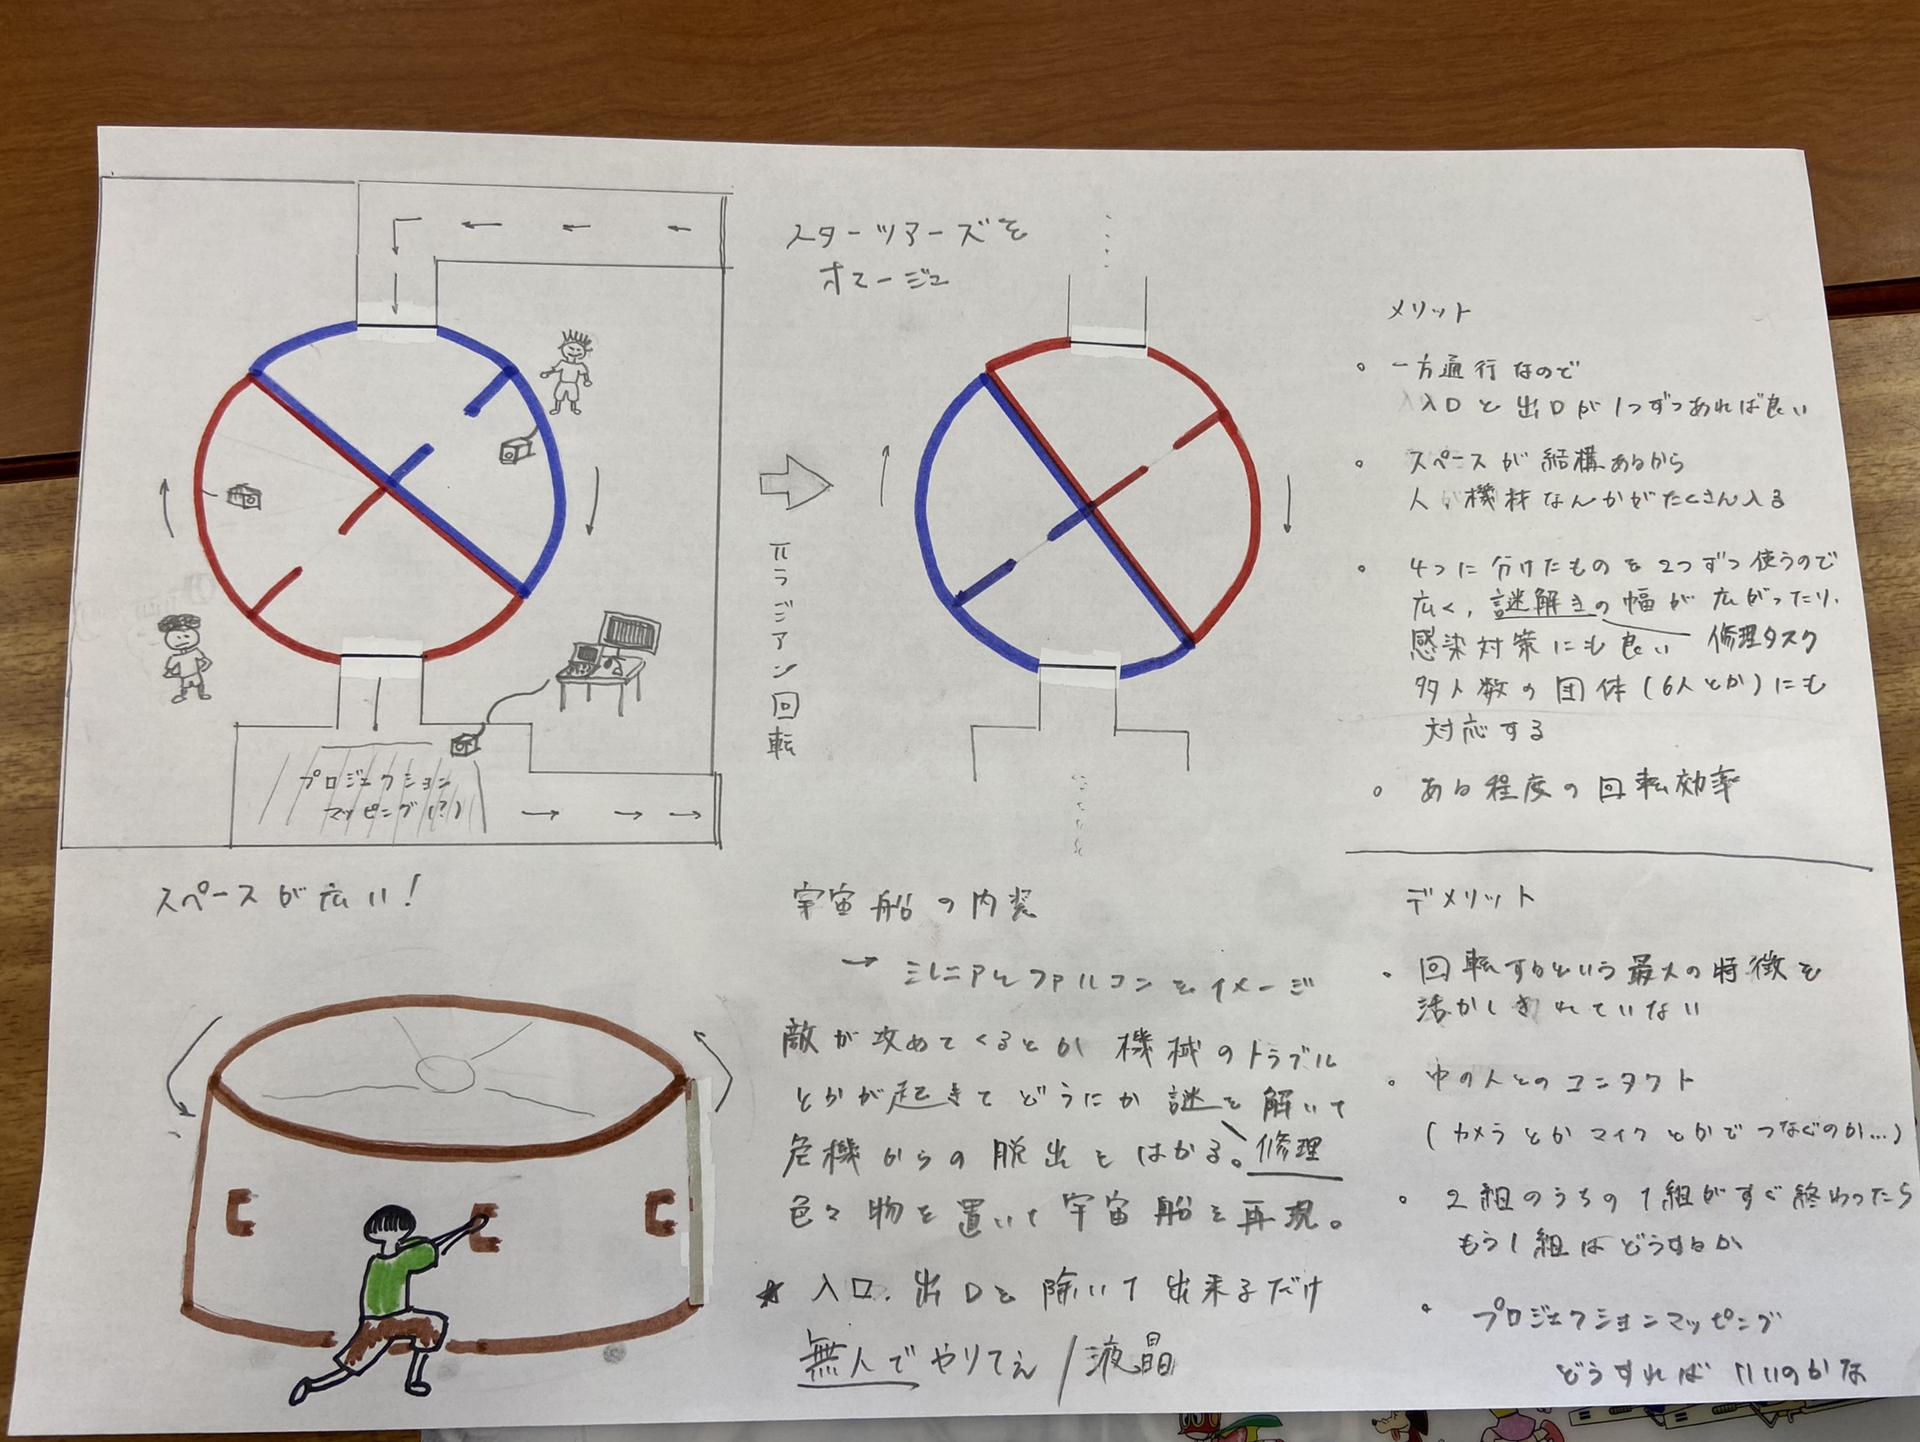 スターツアーズを
オマージュ
πラジアン回転
プロジェクション
マッピング(?)
スペースが広い!
宇宙船の内装
→ ミレニアムファルコンをイメージ
敵が攻めてくるとか機械のトラブル
とかが起きてどうにか謎を解いて
危機からの脱出をはかる。修理
色々物を置いて宇宙船を再現。
★ 入口、出口を除いて出来るだけ
無人でやりてぇ/液晶
メリット
。一方通行なので
入口と出口が1つずつあれば良い
。スペースが結構あるから
人が機材なんかがたくさん入る
。4つに分けたものを2つずつ使うので
広く、謎解きの幅が広がったり、
感染対策にも良い 修理タスク
多人数の団体(6人とか)にも
対応する
。ある程度の回転効率
デメリット
・回転するという最大の特徴を
活かしきれていない
・中の人とのコンタクト
(カメラとかマイクとかでつなぐのか...)
。2組のうちの1組がすぐ終わったら
もう1組はどうするか
・プロジェクションマッピング
どうすればいいのかな